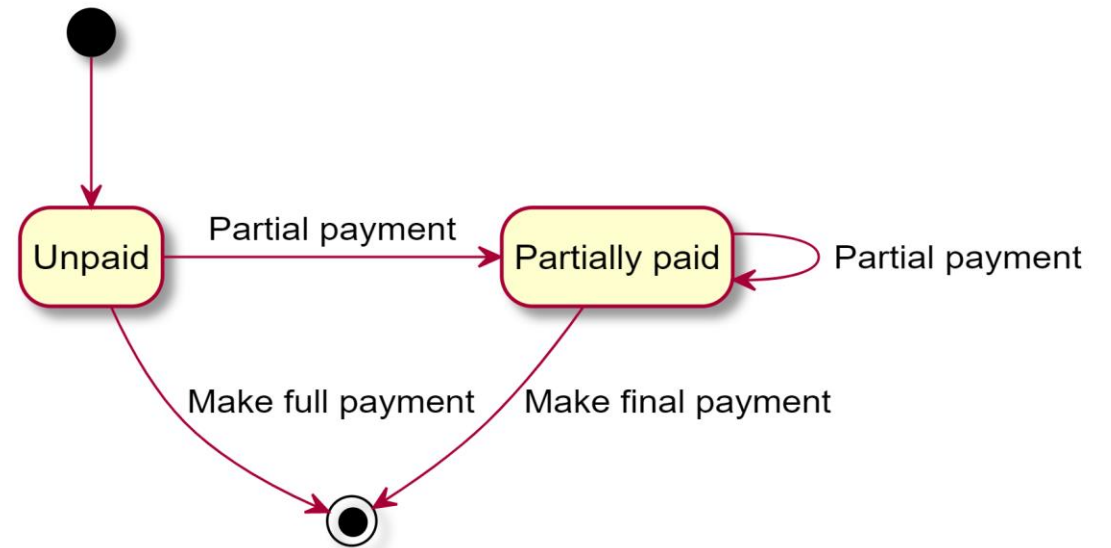 Partial payment
Unpaid
Partially paid
Partial payment
Make full payment
Make final payment